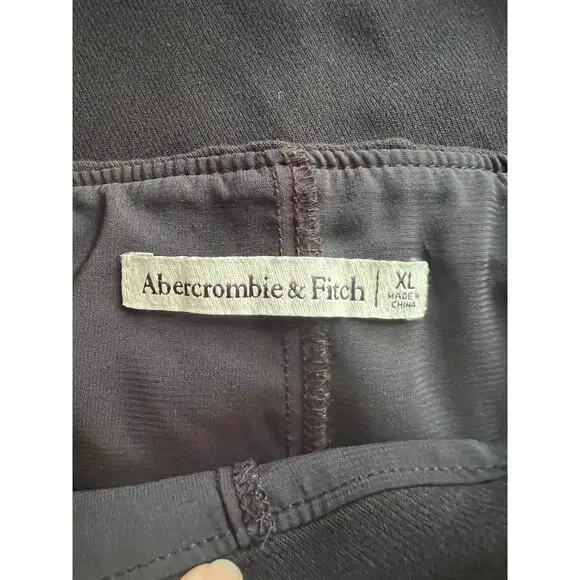 Abercrombie & Fitch | XL
MADE IN
CHINA